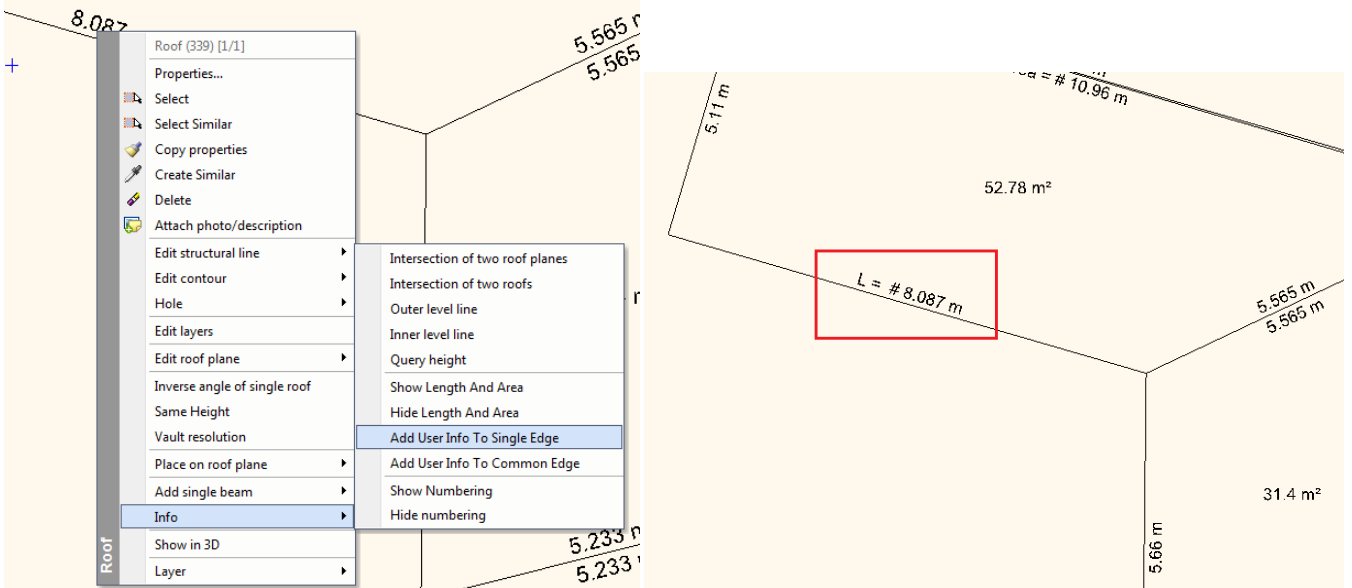 8.087
Roof (339) [1/1]
Properties...
Select
Select Similar
Copy properties
Create Similar
Delete
Attach photo/description
Edit structural line
Edit contour
Hole
Edit layers
Edit roof plane
Inverse angle of single roof
Same Height
Vault resolution
Place on roof plane
Add single beam
Info
Show in 3D
Layer
Roof
Intersection of two roof planes
Intersection of two roofs
Outer level line
Inner level line
Query height
Show Length And Area
Hide Length And Area
Add User Info To Single Edge
Add User Info To Common Edge
Show Numbering
Hide numbering
5.565
5.565
5.233
5.233
5.11 m
= # 10.96 m
52.78 m²
L = # 8.087 m
5.565 m
5.565 m
31.4 m²
5.66 m